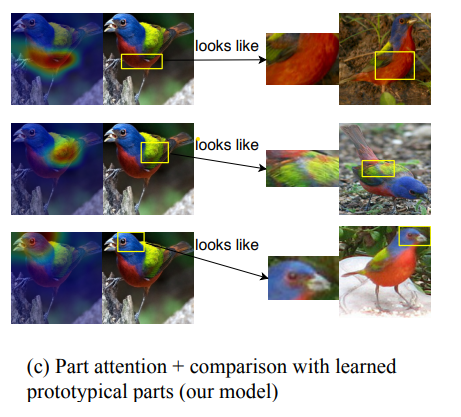 looks like
looks like
looks like
(c) Part attention + comparison with learned
prototypical parts (our model)